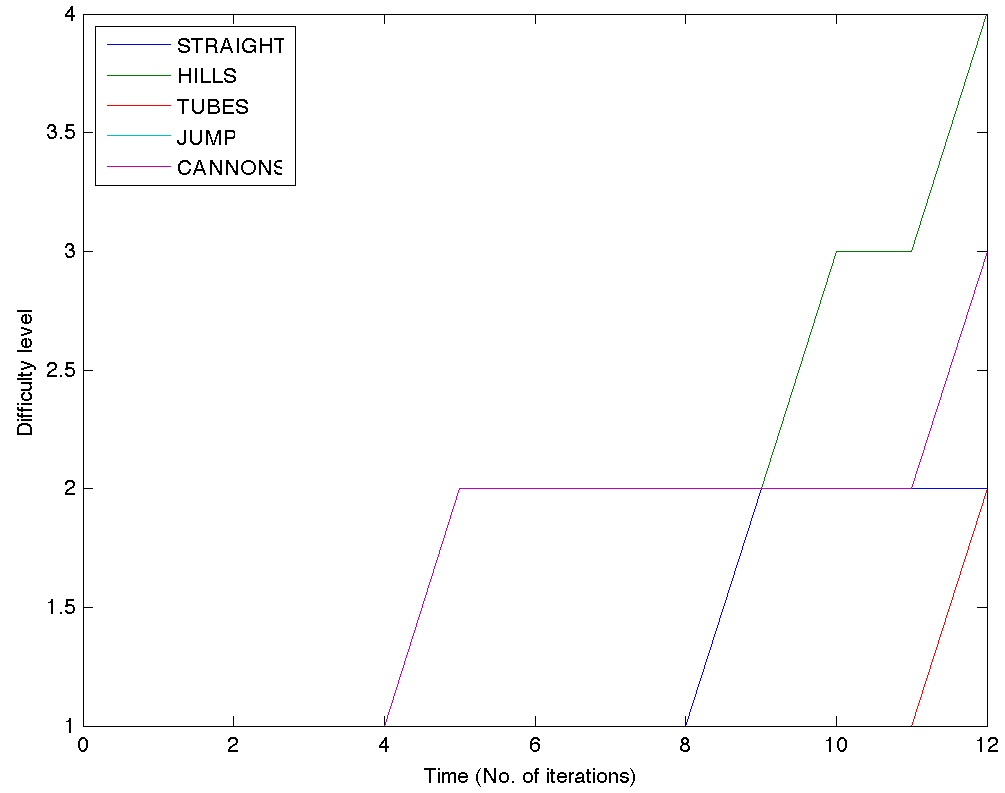 4
3.5
3
2.5
2
1.5
1
STRAIGHT
HILLS
TUBES
JUMP
CANNONS
Difficulty level
0 2 4 6 8 10 12
Time (No. of iterations)